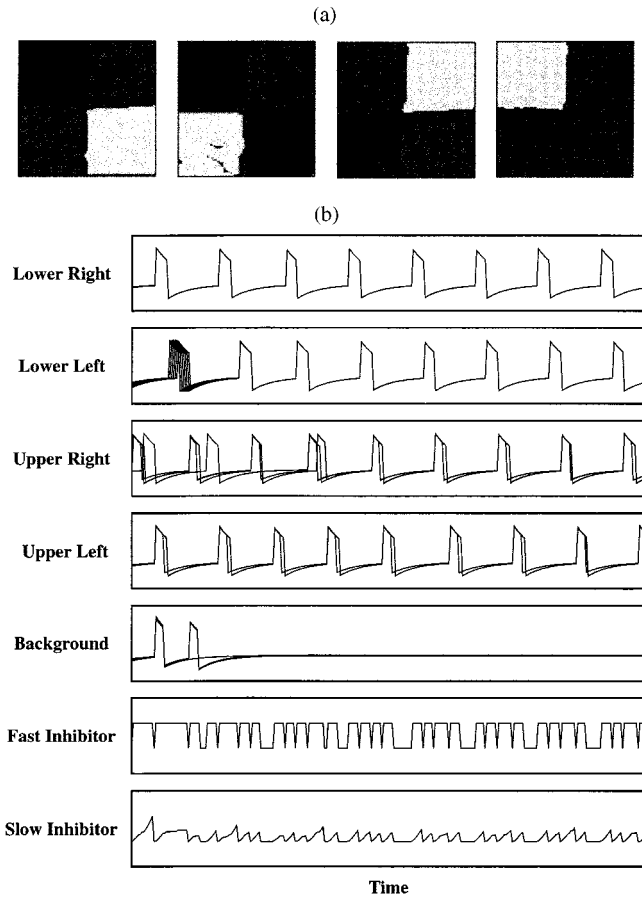 (a)
(b)
Lower Right
Lower Left
Upper Right
Upper Left
Background
Fast Inhibitor
Slow Inhibitor
Time